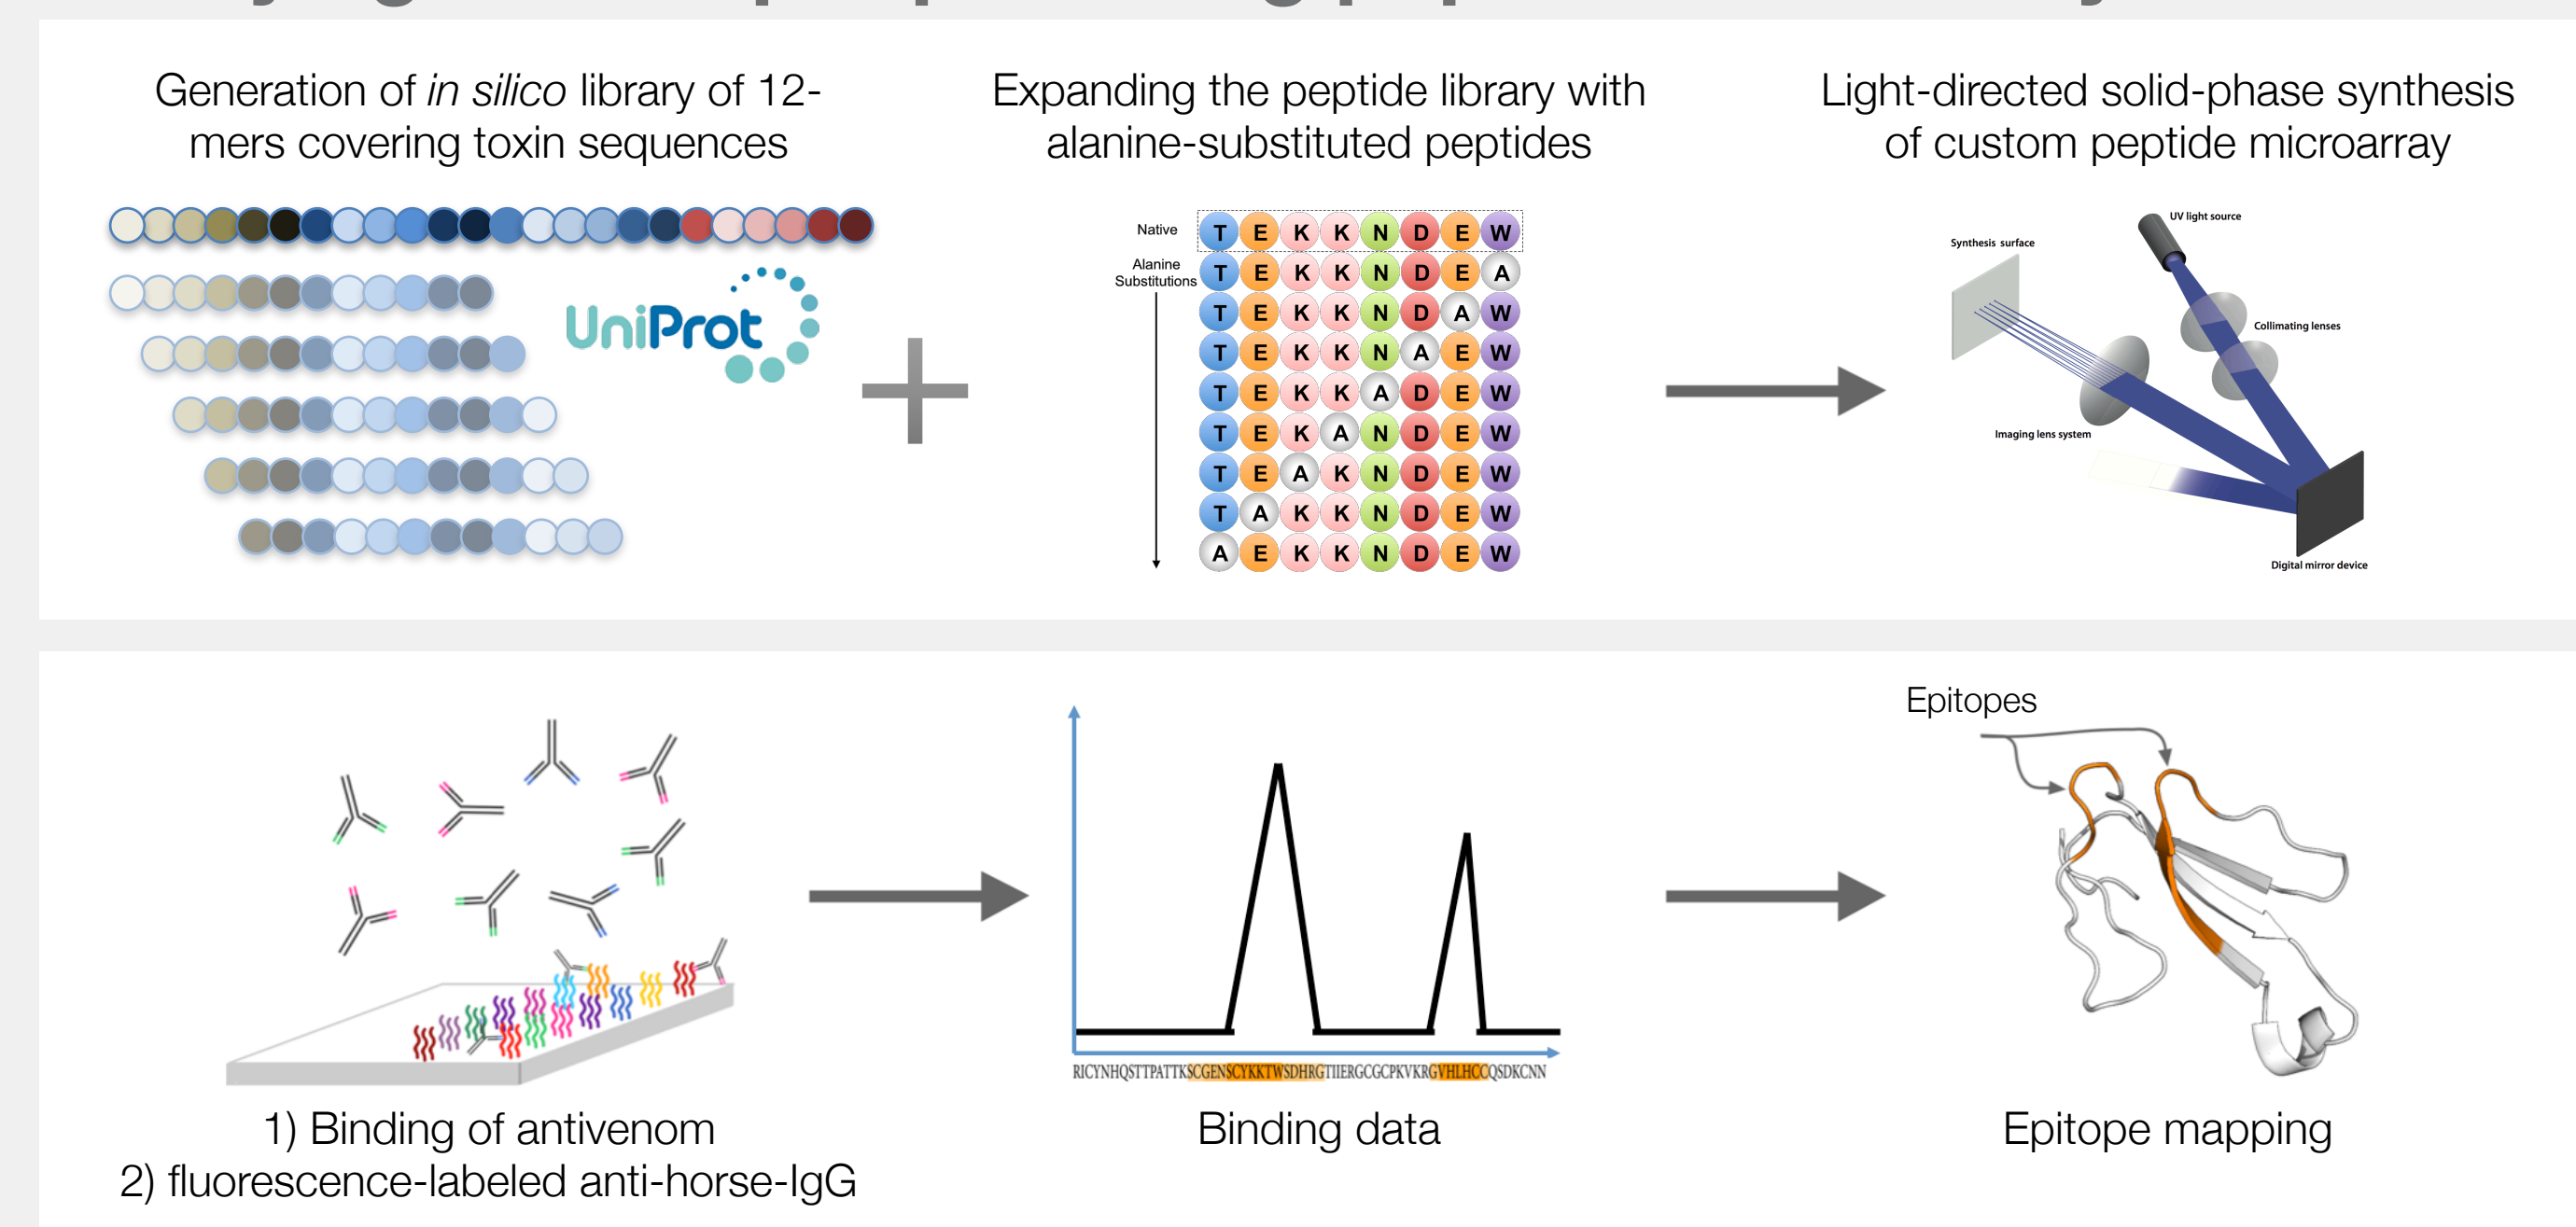 Generation of in silico library of 12-
mers covering toxin sequences
UniProt
Expanding the peptide library with
alanine-substituted peptides
Native
T E K K N D E W
Alanine
Substitutions
T E K K N D E A
T E K K N D A W
T E K K N A E W
T E K K A D E W
T E K A N D E W
T E A K N D E W
T A K K N D E W
A E K K N D E W
Light-directed solid-phase synthesis
of custom peptide microarray
UV light source
Synthesis surface
Collimating lenses
Imaging lens system
Digital mirror device
1) Binding of antivenom
2) fluorescence-labeled anti-horse-IgG
RICYNHQSTTPATTKSCGENSCYKKTWSDHRGTIIERGCGCPKVKRGVHLHCCQSDKCNN
Binding data
Epitopes
Epitope mapping